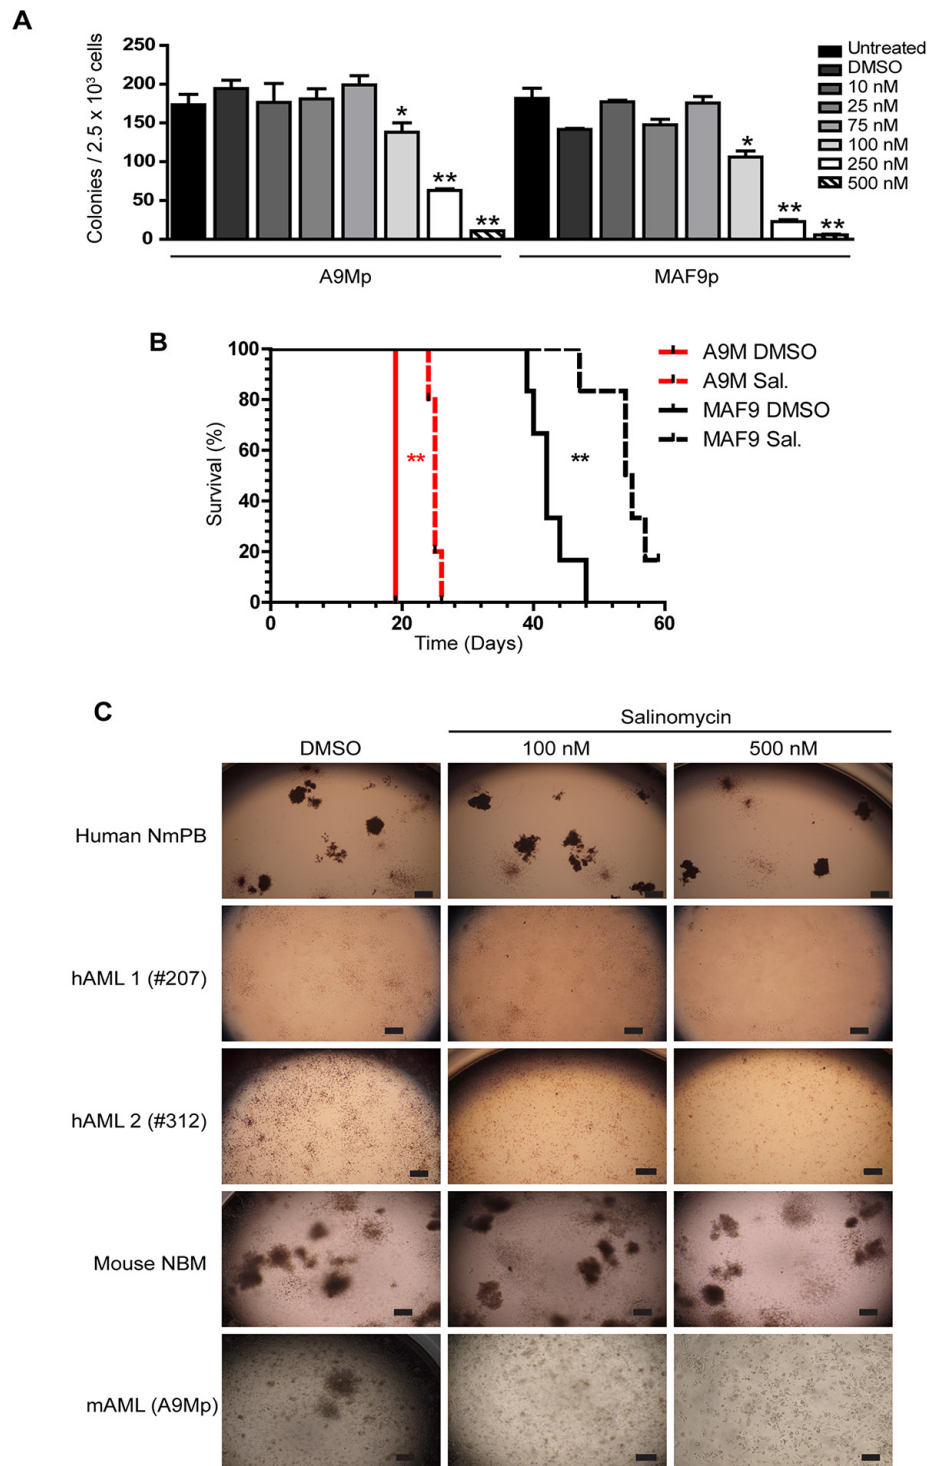 A
Colonies / 2.5 x 10³ cells
250
200
150
100
50
0
*
**
**
*
**
**
A9Mp
MAF9p
Untreated
DMSO
10 nM
25 nM
75 nM
100 nM
250 nM
500 nM
B
Survival (%)
100
80
60
40
20
0
**
**
0
20
40
60
Time (Days)
A9M DMSO
A9M Sal.
MAF9 DMSO
MAF9 Sal.
C
Salinomycin
DMSO
100 nM
500 nM
Human NmPB
hAML 1 (#207)
hAML 2 (#312)
Mouse NBM
mAML (A9Mp)